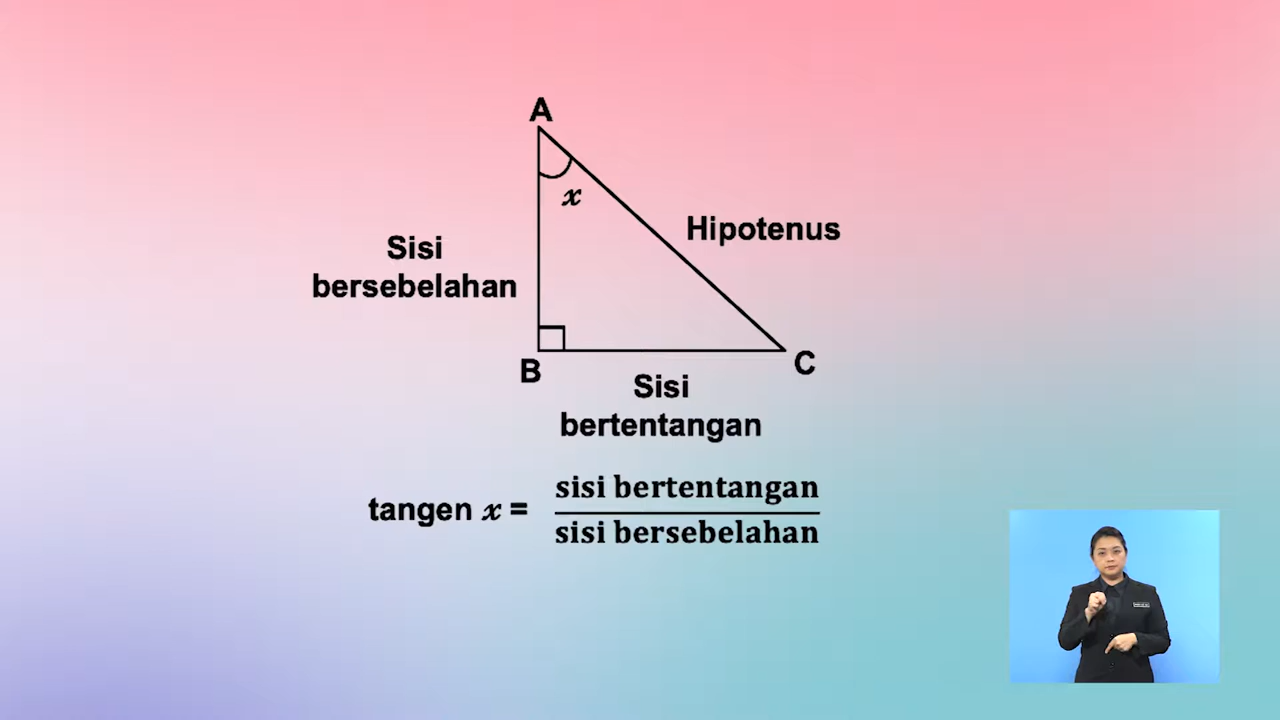 A
x
Hipotenus
Sisi
bersebelahan
B
C
Sisi
bertentangan
tangen x = sisi bertentangan
sisi bersebelahan